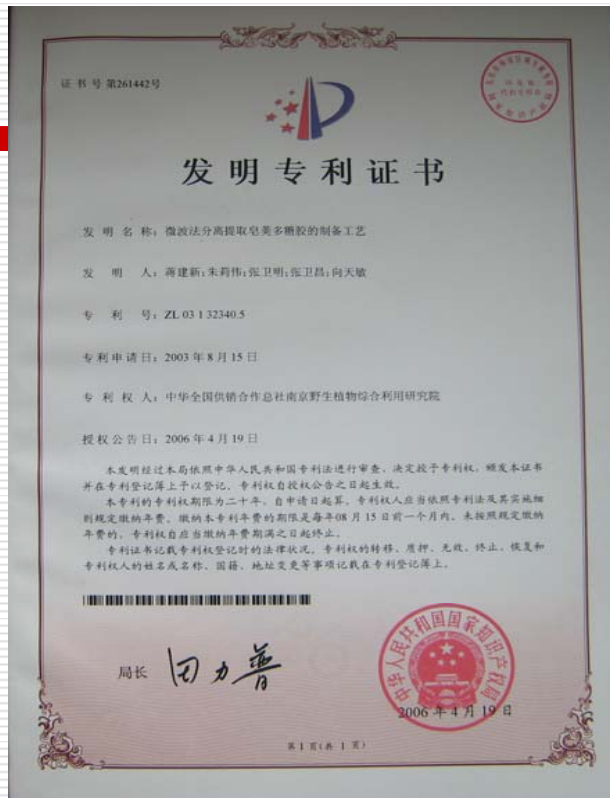 证书号第261442号
发明专利证书
发明名称：微波法分离提取皂荚多糖胶的制备工艺
发明人：蒋建新;朱莉伟;张卫明;张卫昌;向天敏
专利号：ZL 03 1 32340.5
专利申请日：2003年8月15日
专利权人：中华全国供销合作总社南京野生植物综合利用研究院
授权公告日：2006年4月19日
本发明经过本局依照中华人民共和国专利法进行审查，决定授予专利权，颁发本证书
并在专利登记簿上予以登记。专利权自授权公告之日起生效。
本专利的专利权期限为二十年，自申请日起算。专利权人应当依照专利法及其实施细
则规定缴纳年费。缴纳本专利年费的期限是每年08月15日前一个月内。未按照规定缴纳
年费的，专利权自应当缴纳年费期满之日起终止。
专利证书记载专利权登记时的法律状况。专利权的转移、质押、无效、终止、恢复和
专利权人的姓名或名称、国籍、地址变更等事项记载在专利登记簿上。
局长 田力普
中华人民共和国国家知识产权局
2006年4月19日
第1页(共1页)